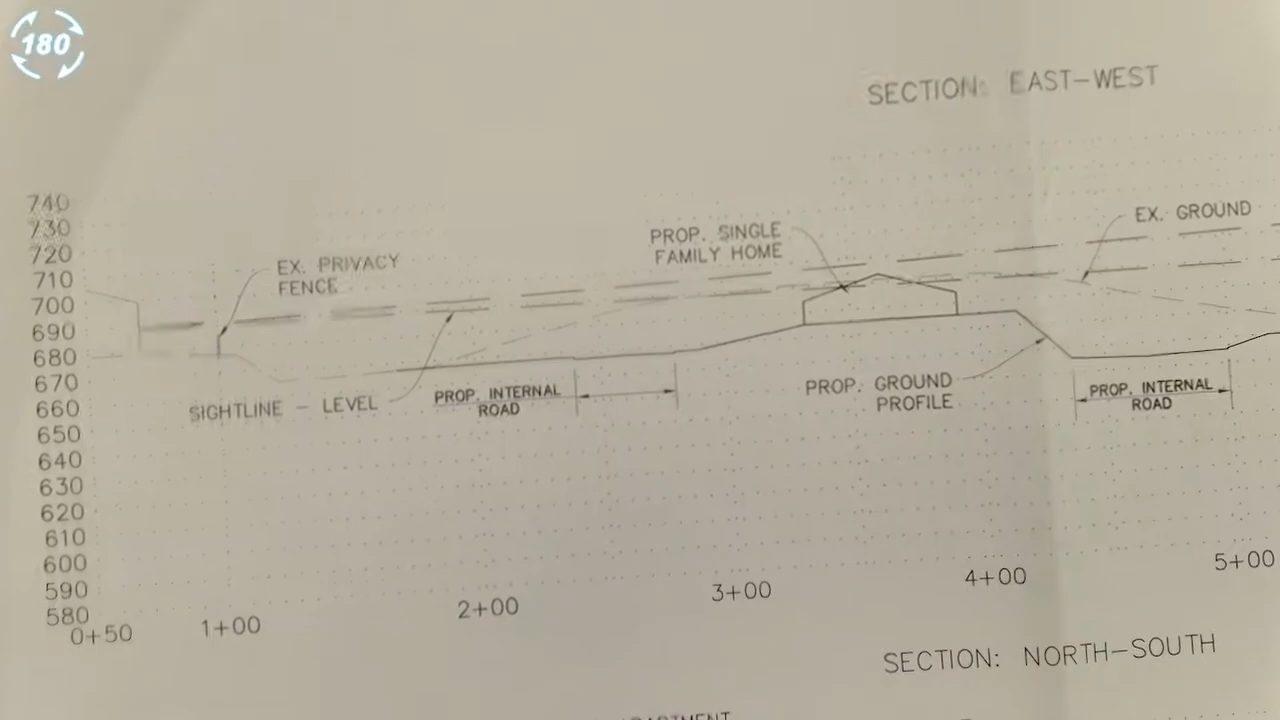 180
SECTION: EAST-WEST
740
730
720
710
700
690
680
670
660
650
640
630
620
610
600
590
580
EX. PRIVACY
FENCE
PROP. SINGLE
FAMILY HOME
EX. GROUND
SIGHTLINE - LEVEL
PROP. INTERNAL
ROAD
PROP. GROUND
PROFILE
PROP. INTERNAL
ROAD
0+50
1+00
2+00
3+00
4+00
5+00
SECTION: NORTH-SOUTH